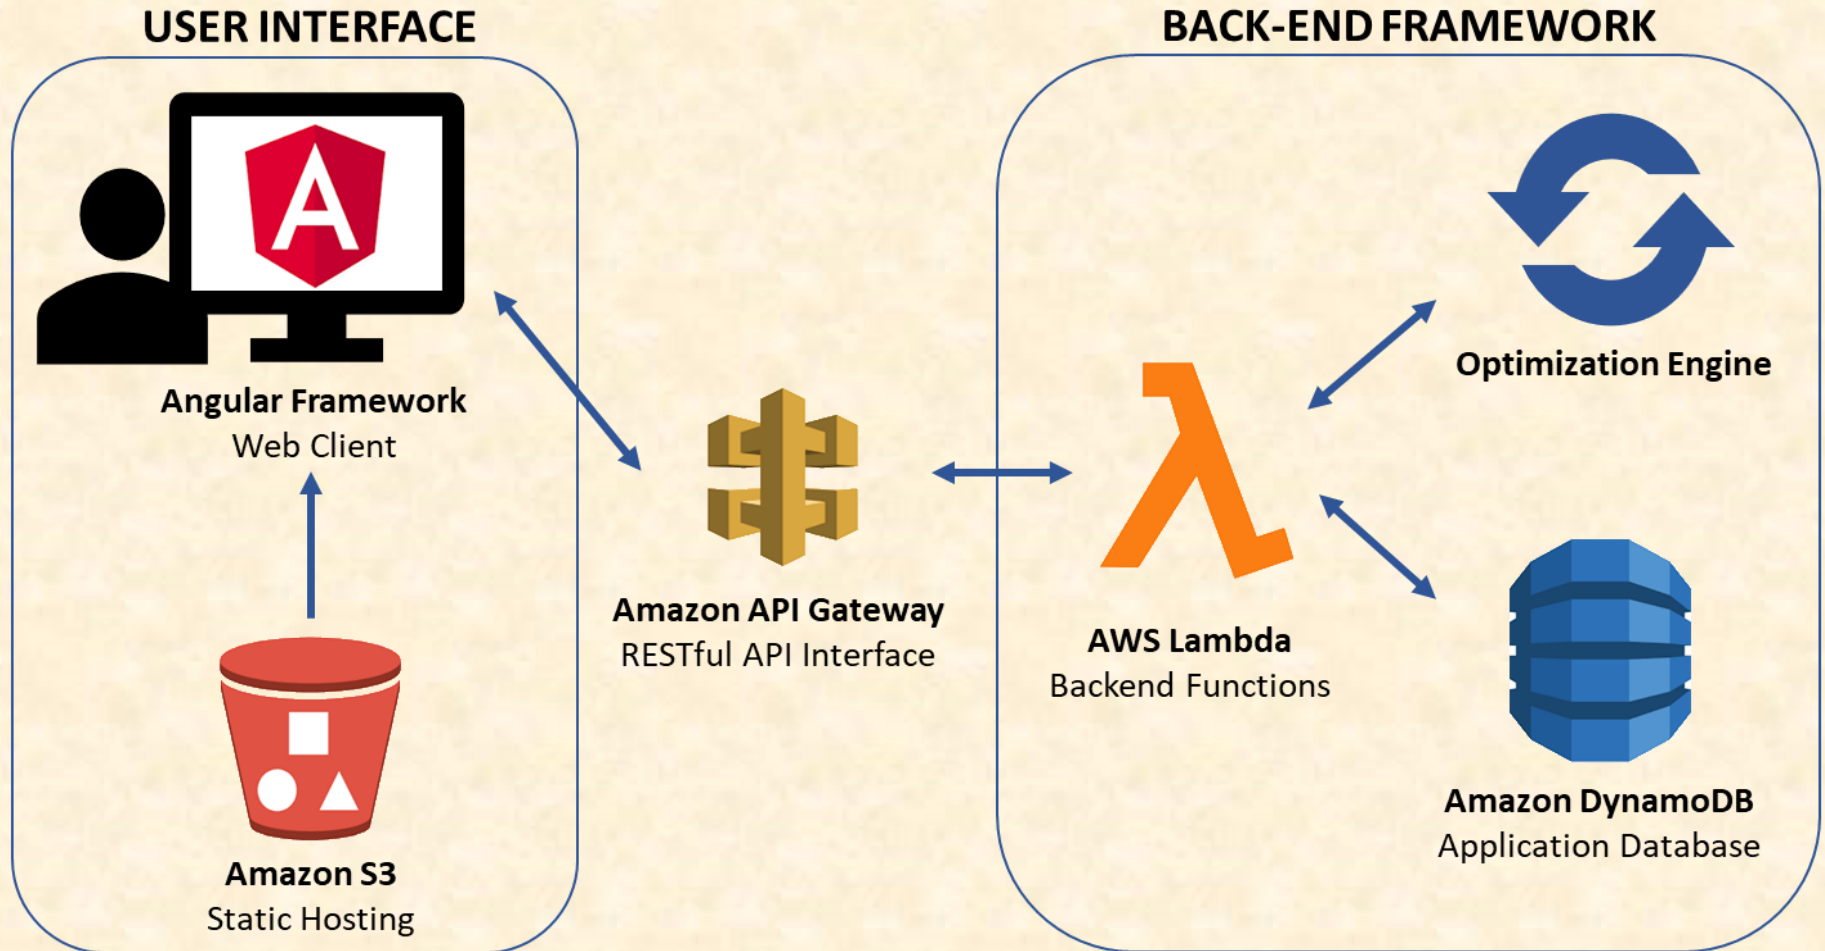 USER INTERFACE
BACK-END FRAMEWORK
A
Angular Framework
Web Client
Amazon S3
Static Hosting
Amazon API Gateway
RESTful API Interface
λ
AWS Lambda
Backend Functions
Optimization Engine
Amazon DynamoDB
Application Database